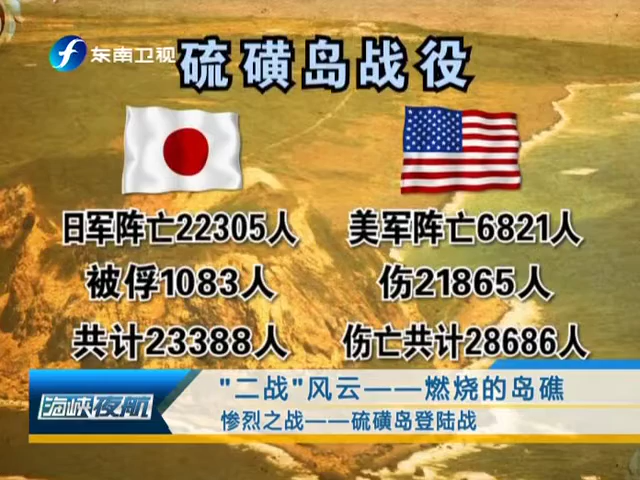 东南卫视
硫磺岛战役
日军阵亡22305人
美军阵亡6821人
被俘1083人
伤21865人
共计23388人
伤亡共计28686人
海峡夜航
"二战"风云——燃烧的岛礁
惨烈之战——硫磺岛登陆战